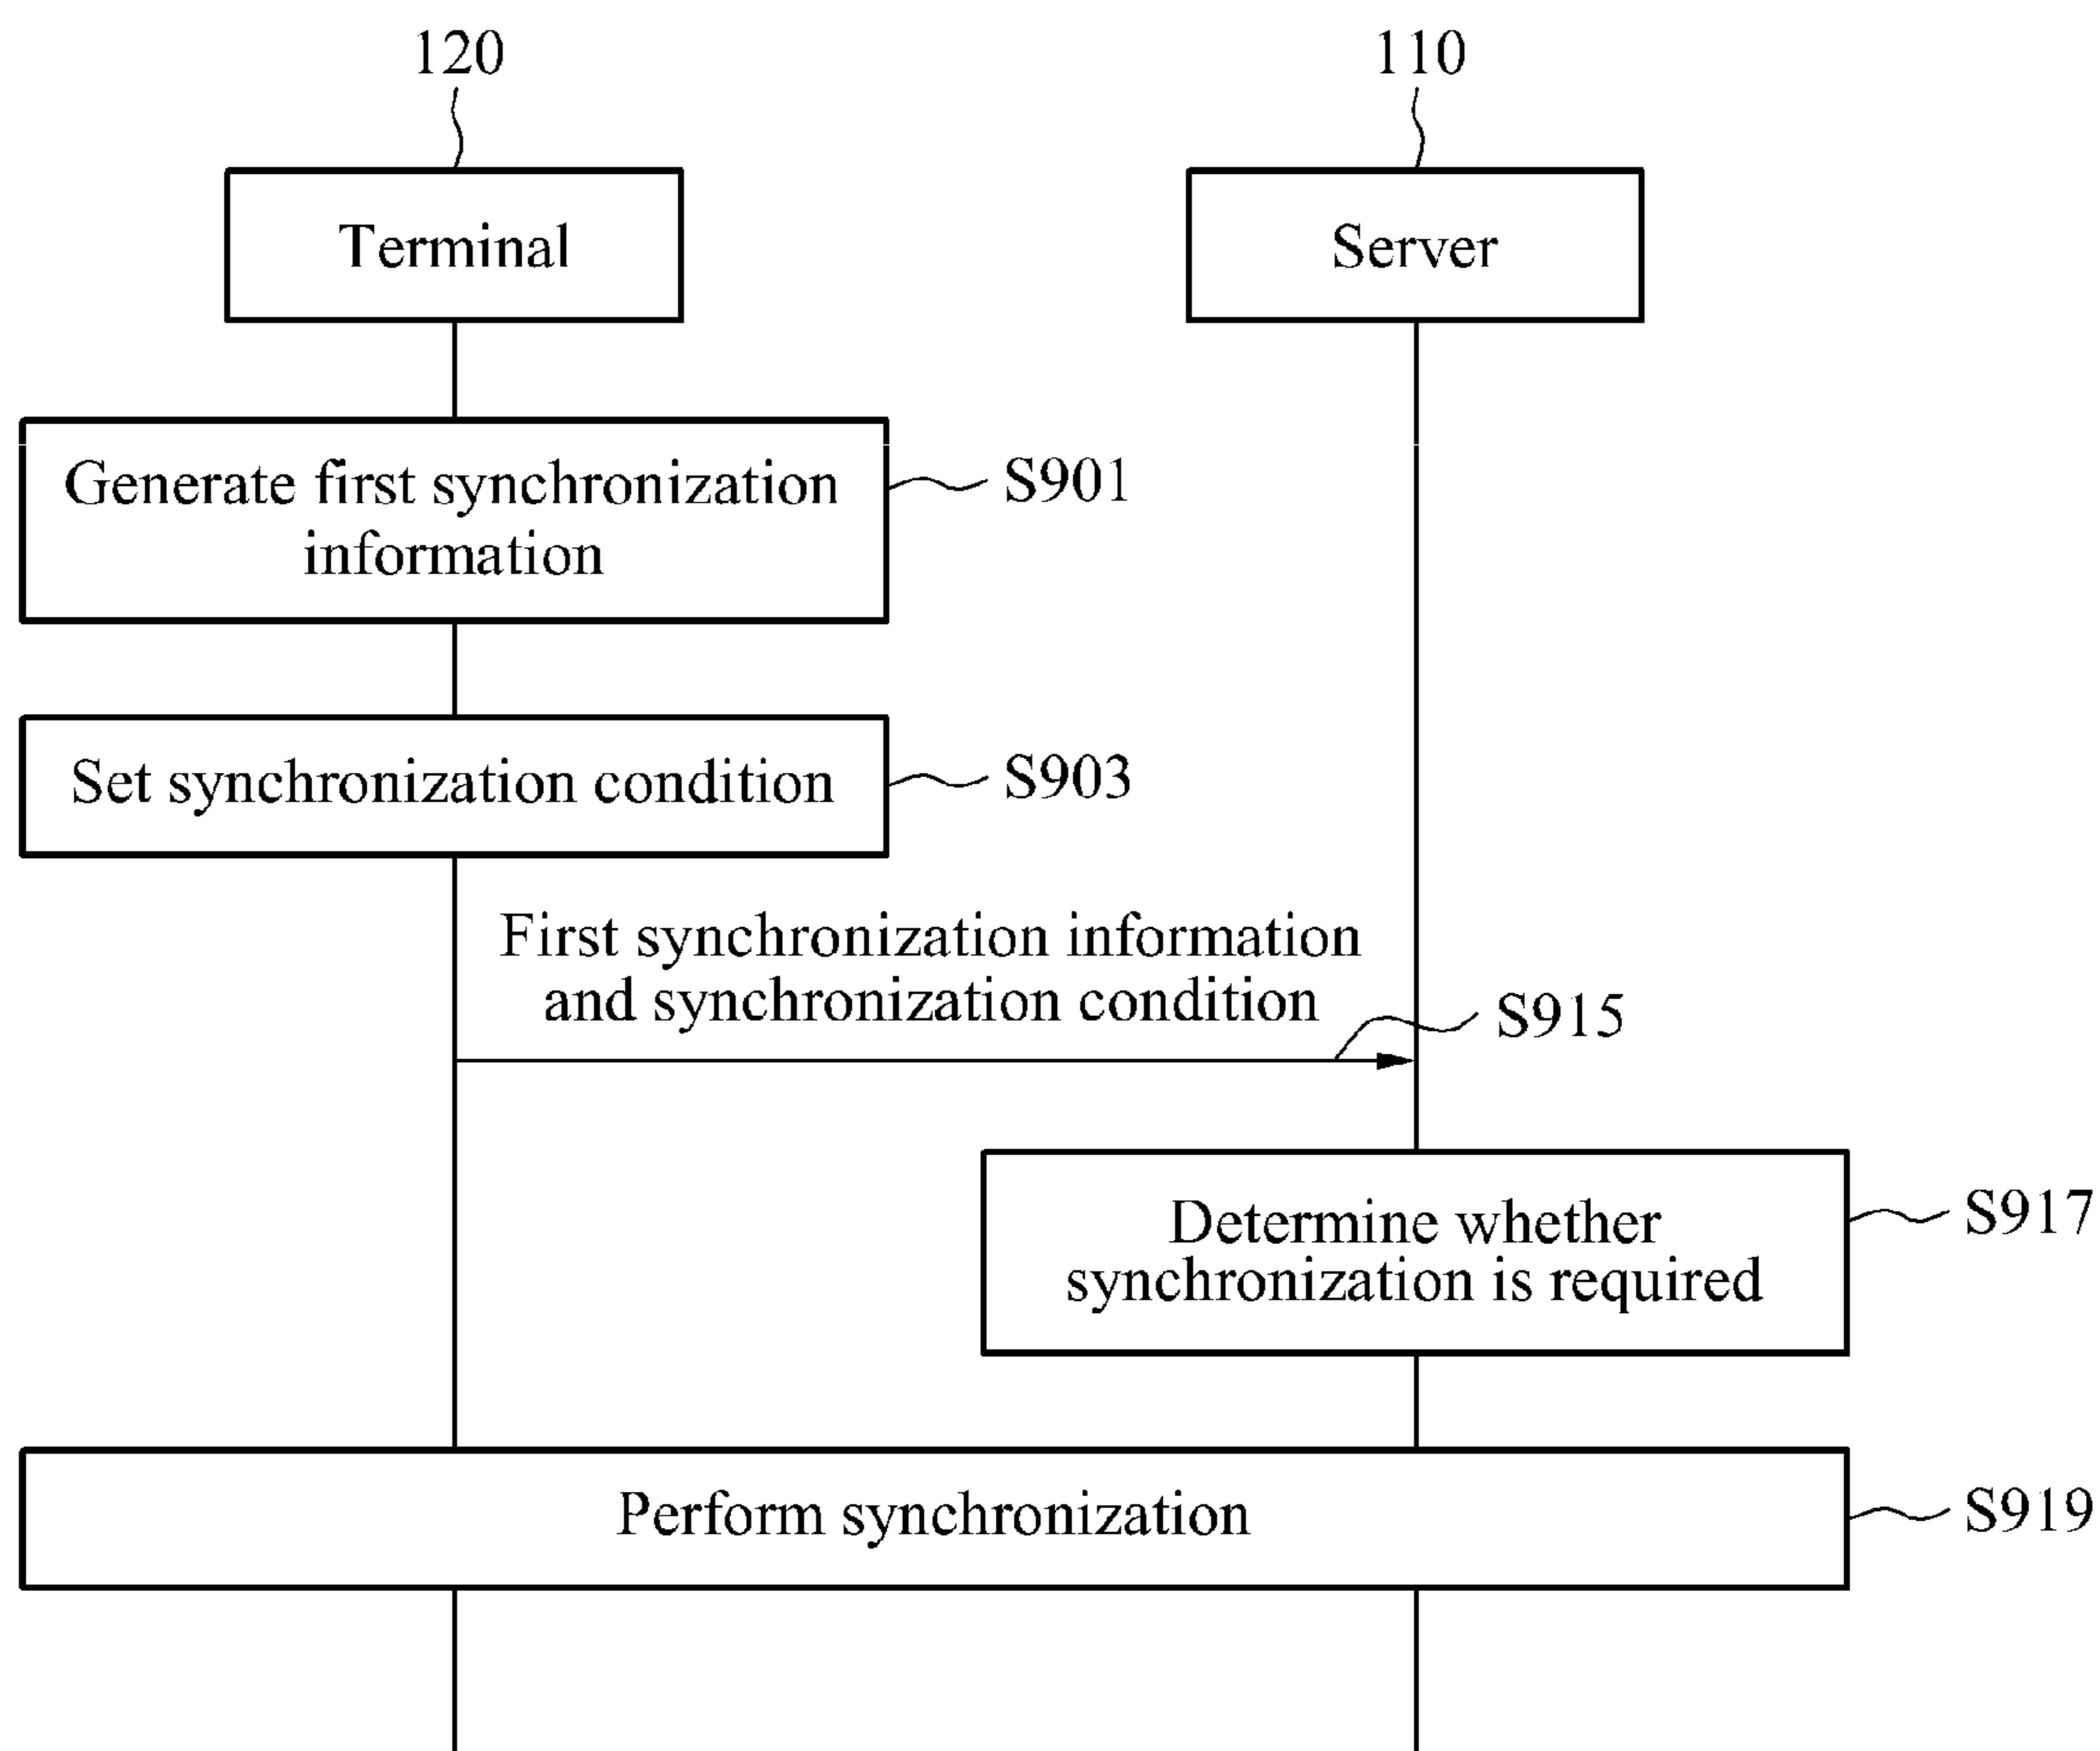 120
110
Terminal
Server
Generate first synchronization
information
S901
Set synchronization condition
S903
First synchronization information
and synchronization condition
S915
Determine whether
synchronization is required
S917
Perform synchronization
S919